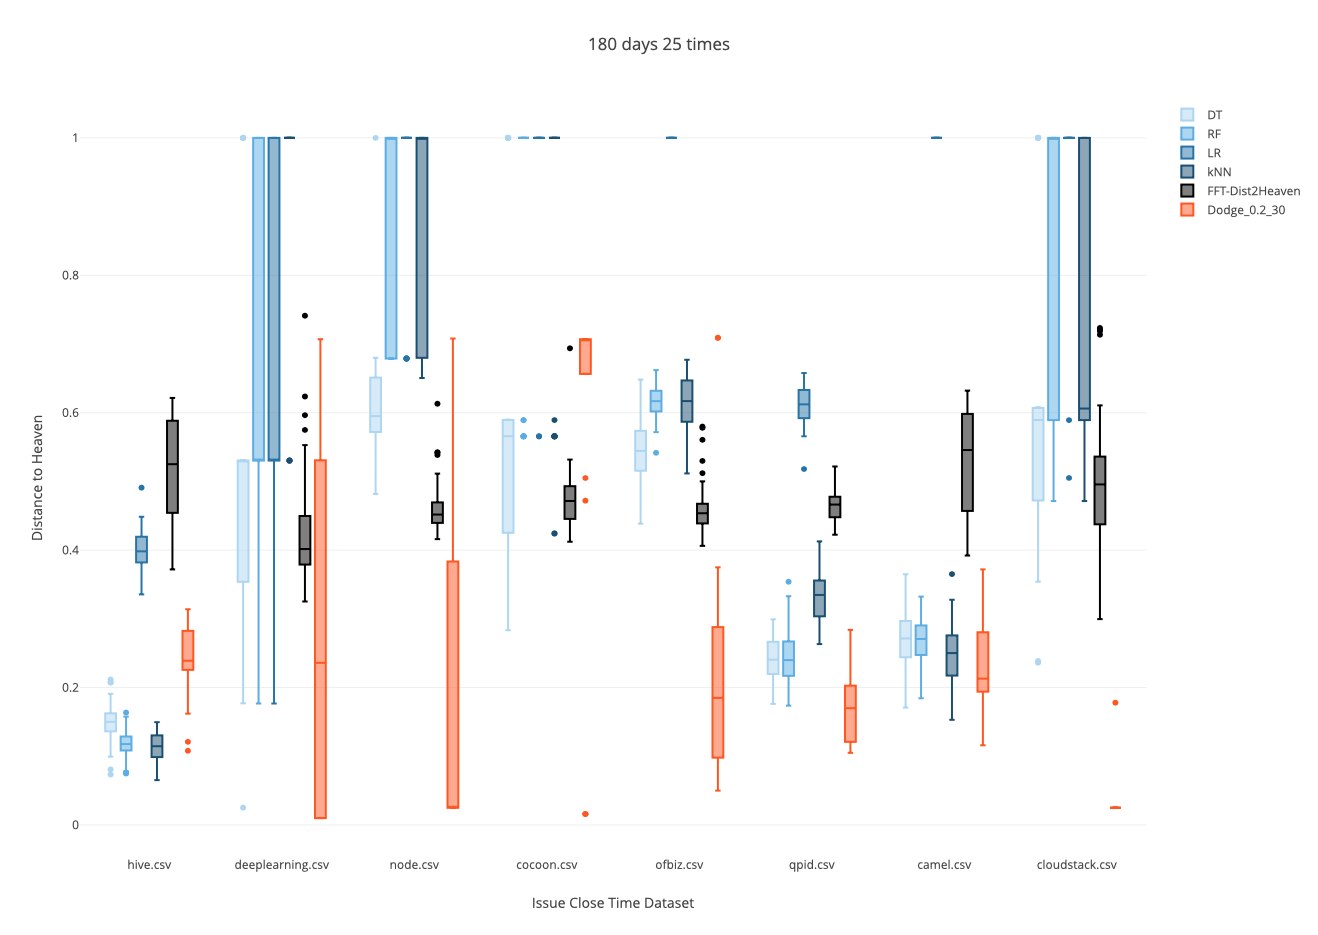 180 days 25 times
DT
RF
LR
kNN
FFT-Dist2Heaven
Dodge_0.2_30
Distance to Heaven
1
0.8
0.6
0.4
0.2
0
hive.csv
deeplearning.csv
node.csv
cocoon.csv
ofbiz.csv
qpid.csv
camel.csv
cloudstack.csv
Issue Close Time Dataset